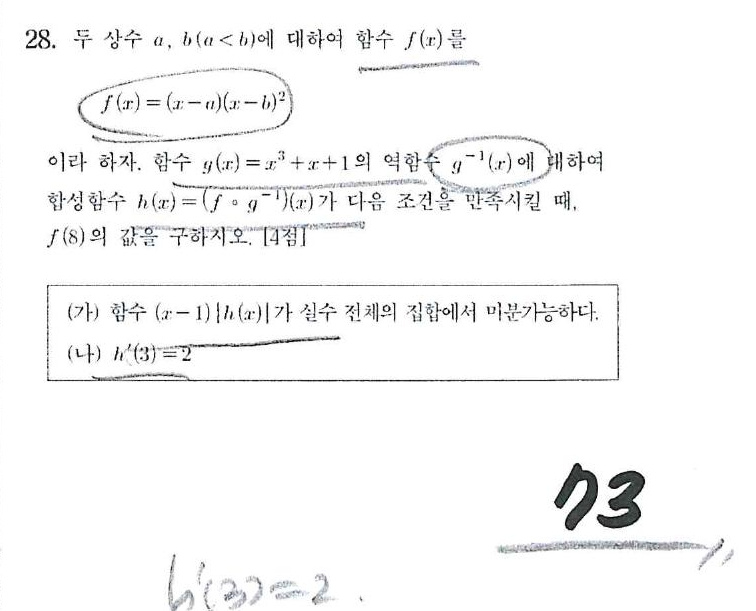 28. 두 상수 a, b(a<b)에 대하여 함수 f(x)를
f(x)=(x-a)(x-b)²
이라 하자. 함수 g(x)=x³+x+1의 역함수 g⁻¹(x)에 대하여
합성함수 h(x)=(f∘g⁻¹)(x)가 다음 조건을 만족시킬 때,
f(8)의 값을 구하시오. [4점]
(가) 함수 (x-1)|h(x)|가 실수 전체의 집합에서 미분가능하다.
(나) h′(3)=2
73
h′(3)=2.